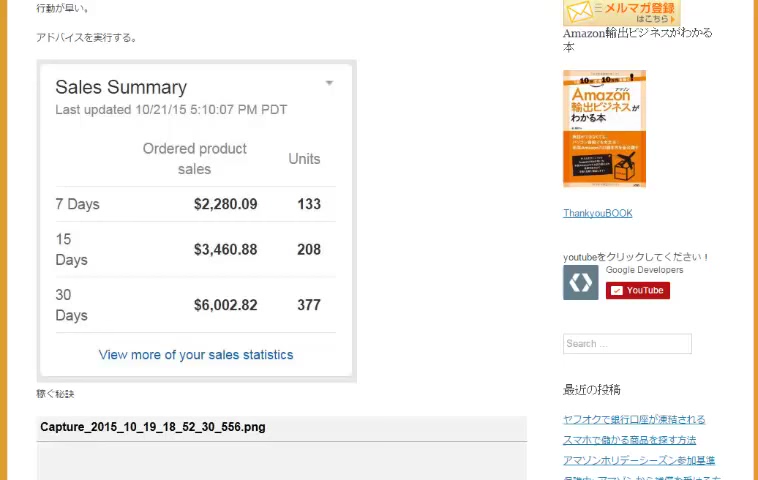 行動が早い。
アドバイスを実行する。
Sales Summary
Last updated 10/21/15 5:10:07 PM PDT
Ordered product
sales
Units
7 Days $2,280.09 133
15
Days
$3,460.88 208
30
Days
$6,002.82 377
View more of your sales statistics
稼ぐ秘訣
Capture_2015_10_19_18_52_30_556.png
メルマガ登録
はこちら
Amazon輸出ビジネスがわかる
本
アマゾン
Amazon
輸出ビジネスが
わかる本
ThankyouBOOK
youtubeをクリックしてください！
Google Developers
YouTube
Search ...
最近の投稿
ヤフオクで銀行口座が凍結される
スマホで儲かる商品を探す方法
アマゾンホリデーシーズン参加基準